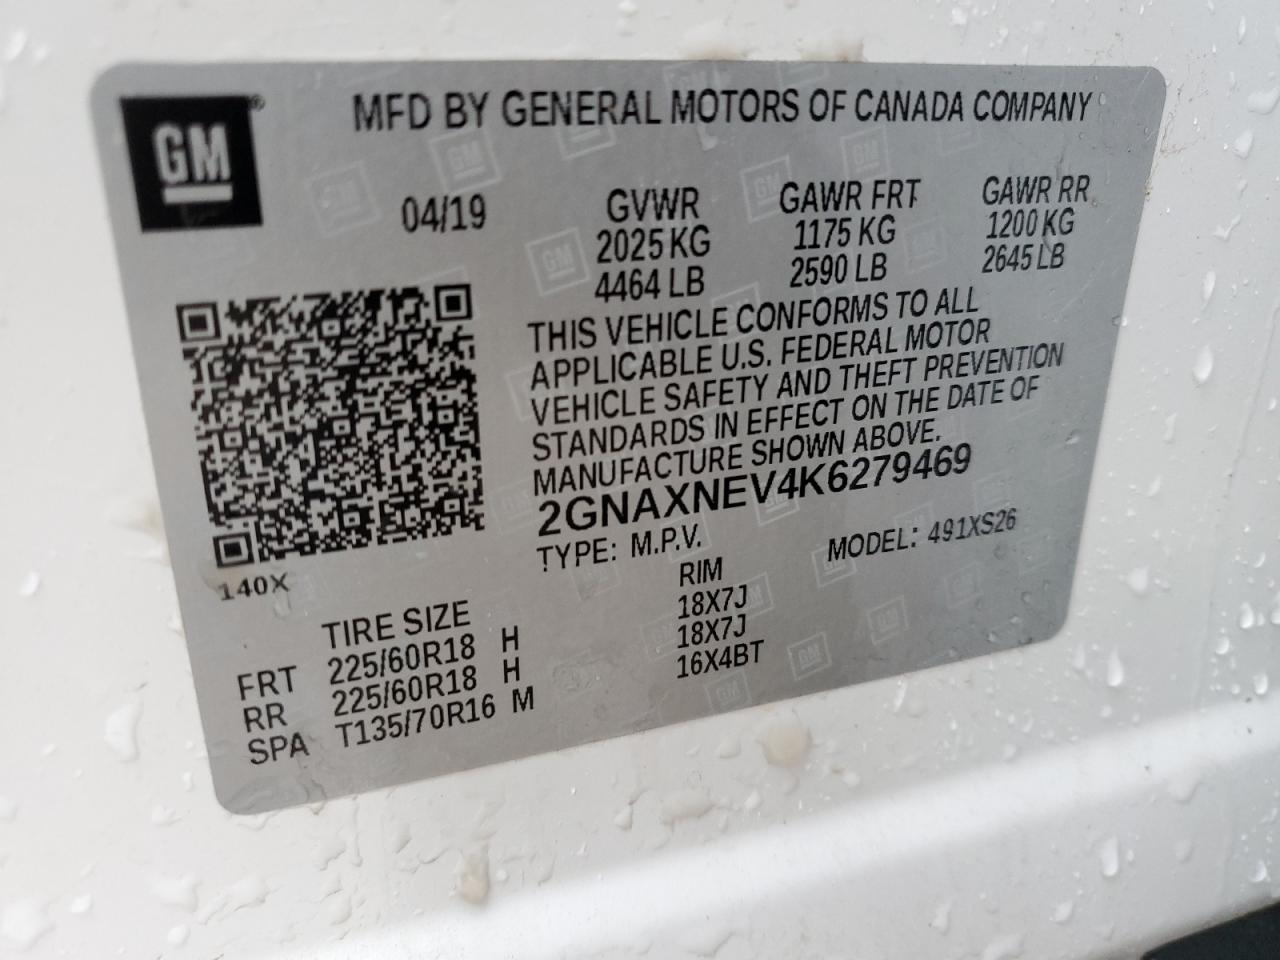 GM®
MFD BY GENERAL MOTORS OF CANADA COMPANY
04/19
GVWR
2025 KG
4464 LB
GAWR FRT
1175 KG
2590 LB
GAWR RR
1200 KG
2645 LB
THIS VEHICLE CONFORMS TO ALL
APPLICABLE U.S. FEDERAL MOTOR
VEHICLE SAFETY AND THEFT PREVENTION
STANDARDS IN EFFECT ON THE DATE OF
MANUFACTURE SHOWN ABOVE.
2GNAXNEV4K6279469
TYPE: M.P.V. MODEL: 491XS26
140X
TIRE SIZE RIM
FRT 225/60R18 H 18X7J
RR 225/60R18 H 18X7J
SPA T135/70R16 M 16X4BT